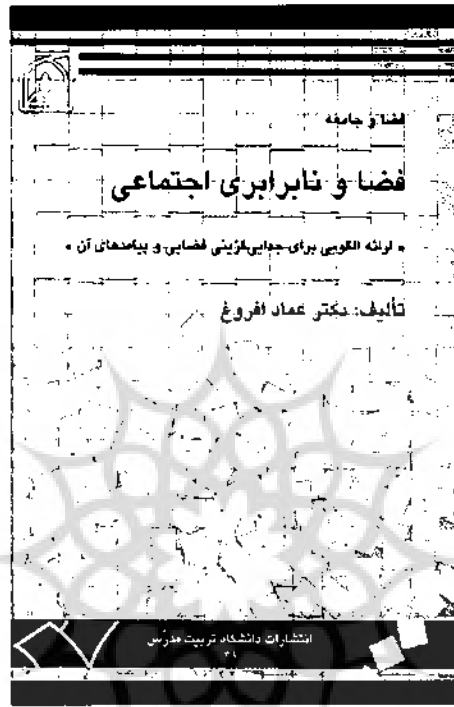 فضا و جامعه
فضا و نابرابری اجتماعی
« ارائه الگویی برای جدایی‌گزینی فضایی و پیامدهای آن »
تألیف: دکتر عماد افروغ
انتشارات دانشگاه تربیت مدرس